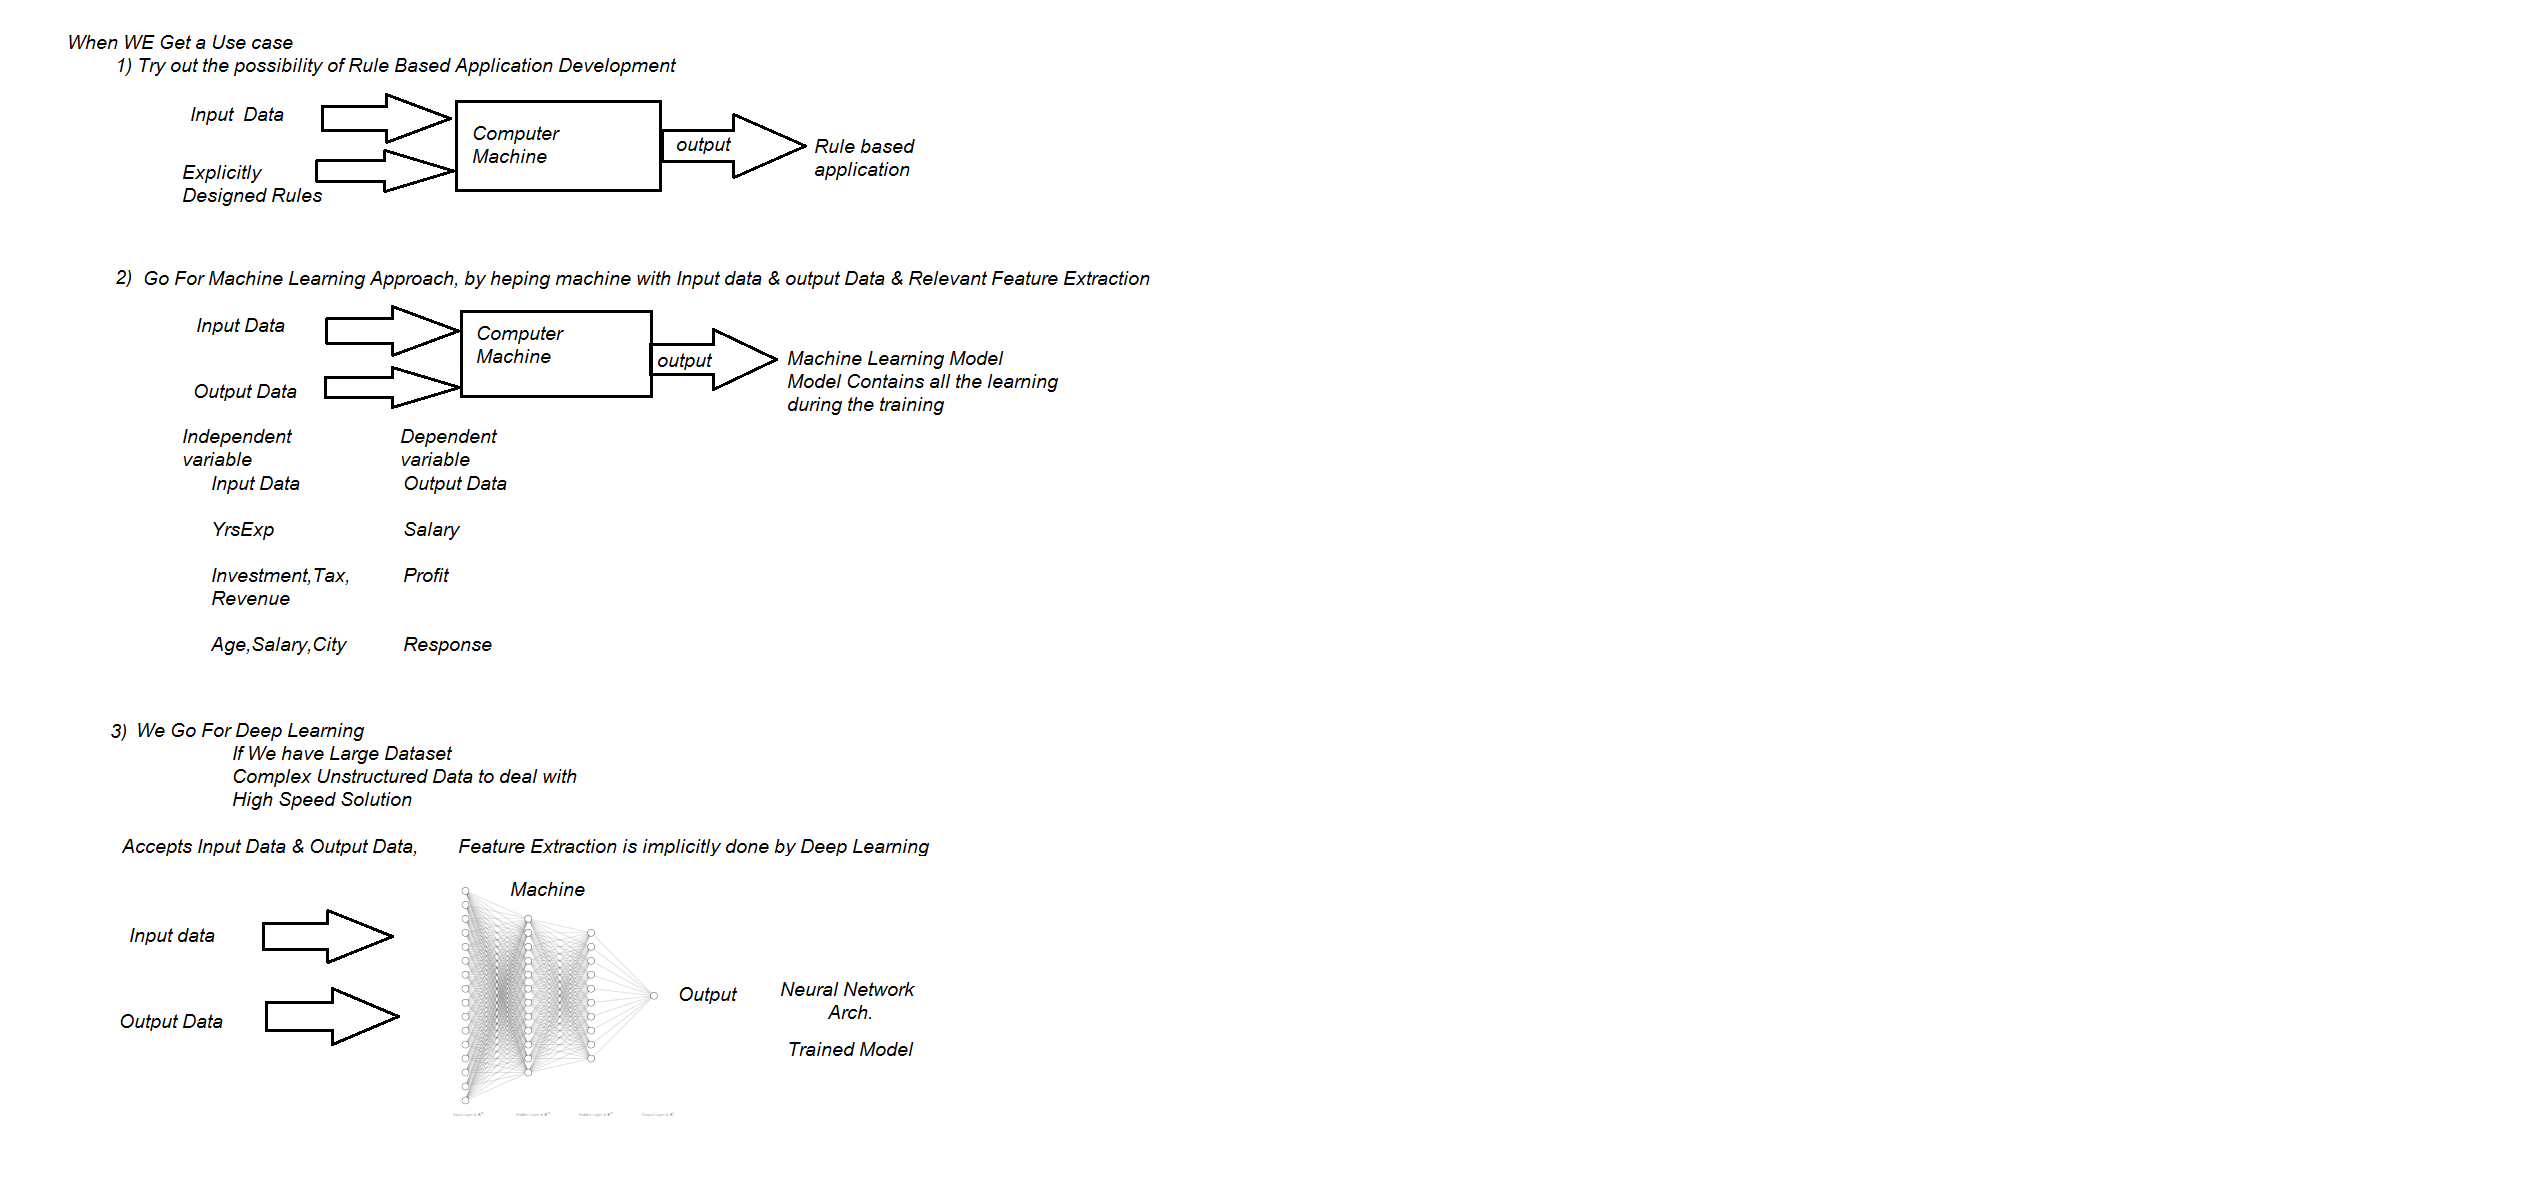 When WE Get a Use case
1) Try out the possibility of Rule Based Application Development
Input  Data
Computer
Machine
output
Rule based
application
Explicitly
Designed Rules
2)  Go For Machine Learning Approach, by heping machine with Input data & output Data & Relevant Feature Extraction
Input Data
Computer
Machine
output
Machine Learning Model
Model Contains all the learning
during the training
Output Data
Independent
variable
Dependent
variable
Input Data
Output Data
YrsExp
Salary
Investment,Tax,
Revenue
Profit
Age,Salary,City
Response
3)  We Go For Deep Learning
If We have Large Dataset
Complex Unstructured Data to deal with
High Speed Solution
Accepts Input Data & Output Data,
Feature Extraction is implicitly done by Deep Learning
Machine
Input data
Output Data
Output
Neural Network
Arch.
Trained Model